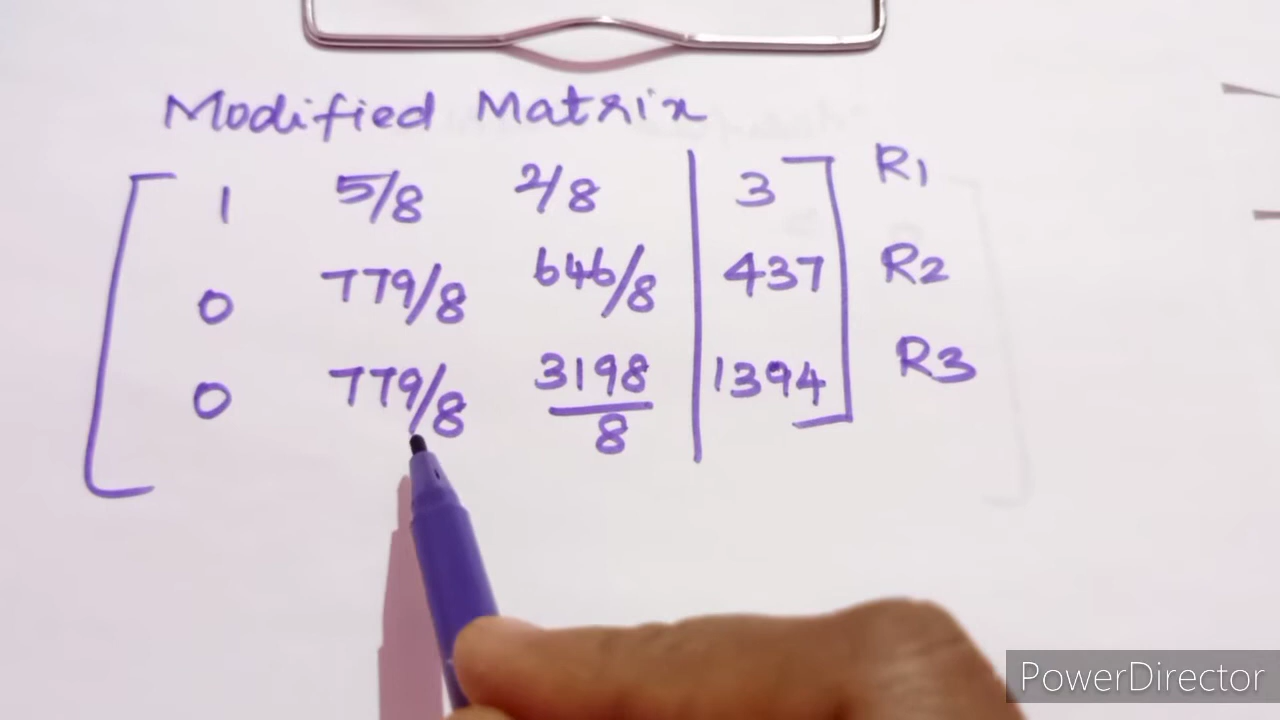 Modified Matrix
1 5/8 2/8 3 R1
0 779/8 646/8 437 R2
0 779/8 3198/8 1394 R3
PowerDirector